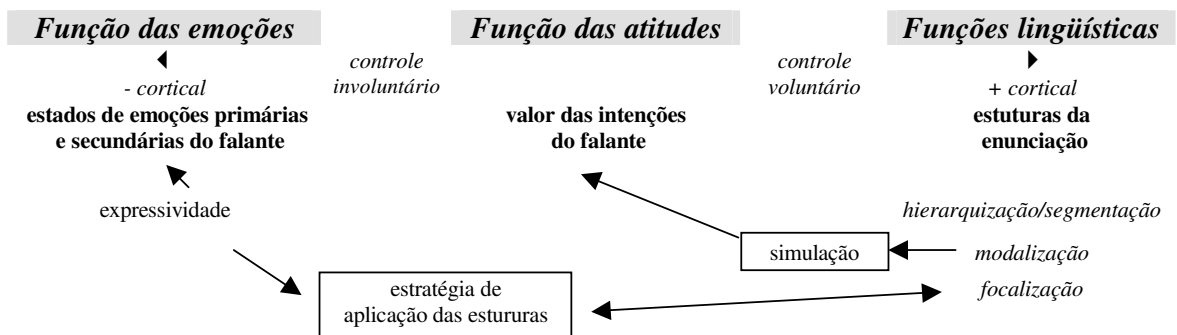 Função das emoções
Função das atitudes
Funções lingüísticas
- cortical
controle
involuntário
controle
voluntário
+ cortical
estados de emoções primárias
e secundárias do falante
valor das intenções
do falante
estuturas da
enunciação
expressividade
hierarquização/segmentação
simulação
modalização
focalização
estratégia de
aplicação das estururas